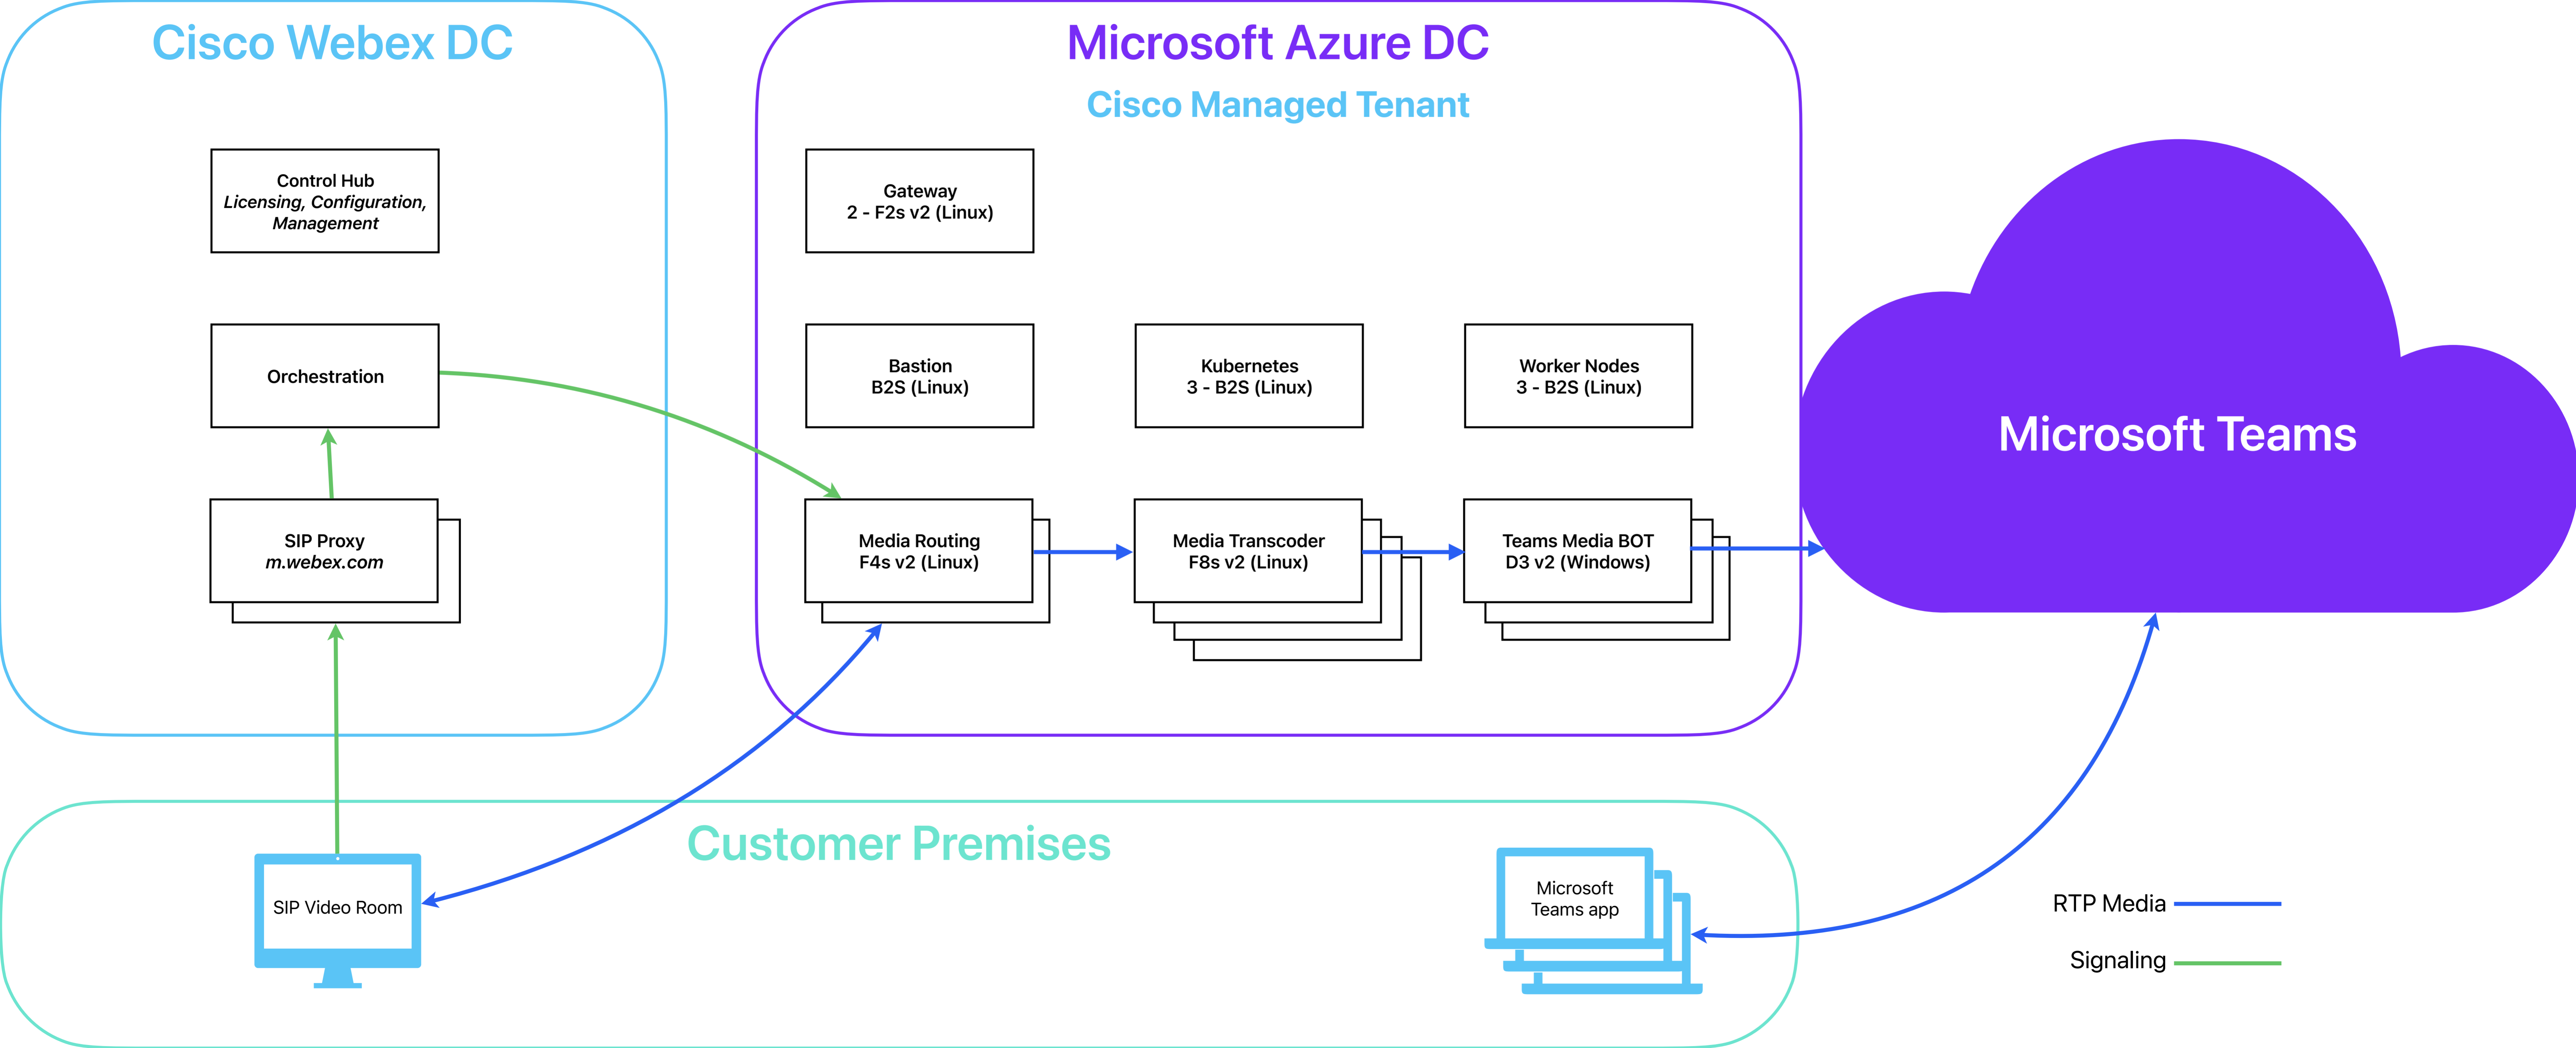 Cisco Webex DC
Microsoft Azure DC
Cisco Managed Tenant
Control Hub
Licensing, Configuration,
Management
Gateway
2 - F2s v2 (Linux)
Orchestration
Bastion
B2S (Linux)
Kubernetes
3 - B2S (Linux)
Worker Nodes
3 - B2S (Linux)
Microsoft Teams
SIP Proxy
m.webex.com
Media Routing
F4s v2 (Linux)
Media Transcoder
F8s v2 (Linux)
Teams Media BOT
D3 v2 (Windows)
Customer Premises
SIP Video Room
Microsoft
Teams app
RTP Media
Signaling